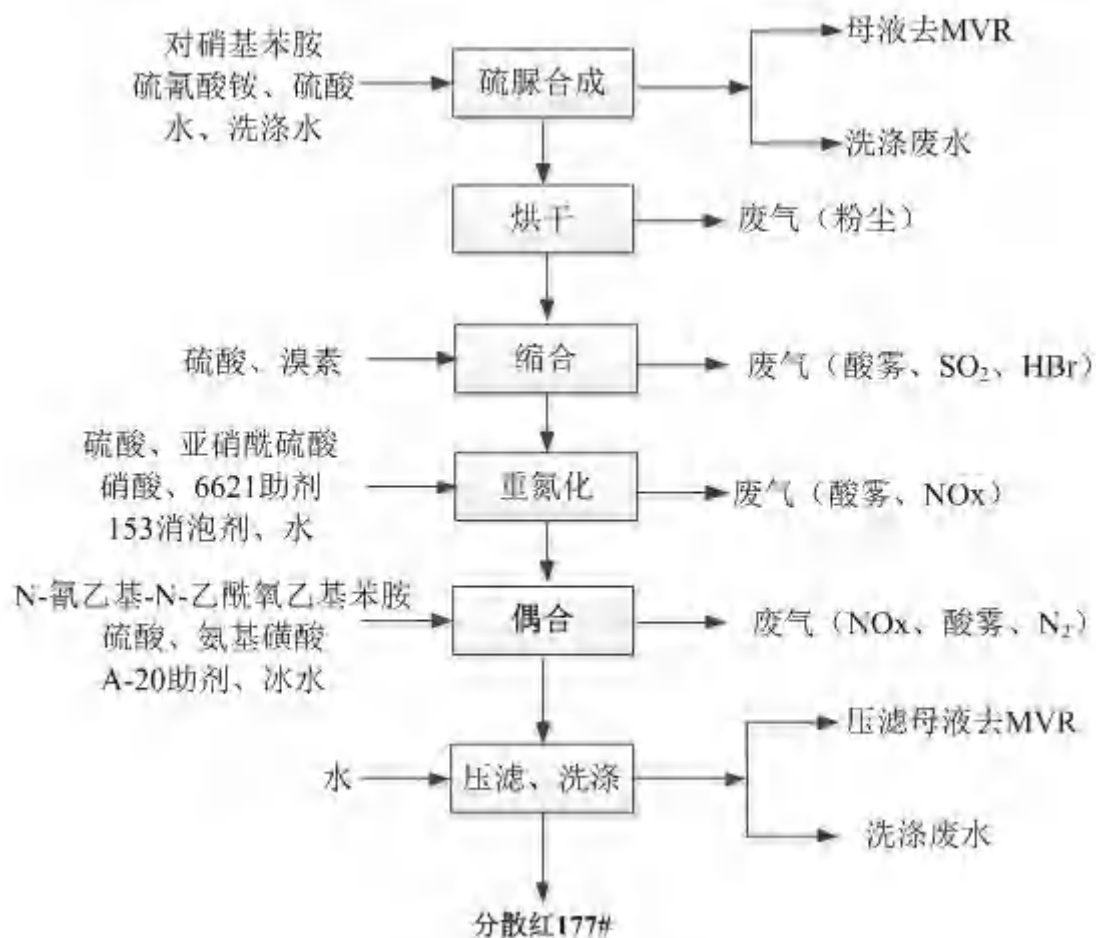 对硝基苯胺
硫氰酸铵、硫酸
水、洗涤水
硫脲合成
母液去MVR
洗涤废水
烘干
废气（粉尘）
硫酸、溴素
缩合
废气（酸雾、SO₂、HBr）
硫酸、亚硝酰硫酸
硝酸、6621助剂
153消泡剂、水
重氮化
废气（酸雾、NOx）
N-氰乙基-N-乙酰氧乙基苯胺
硫酸、氨基磺酸
A-20助剂、冰水
偶合
废气（NOx、酸雾、N₂）
水
压滤、洗涤
压滤母液去MVR
洗涤废水
分散红177#